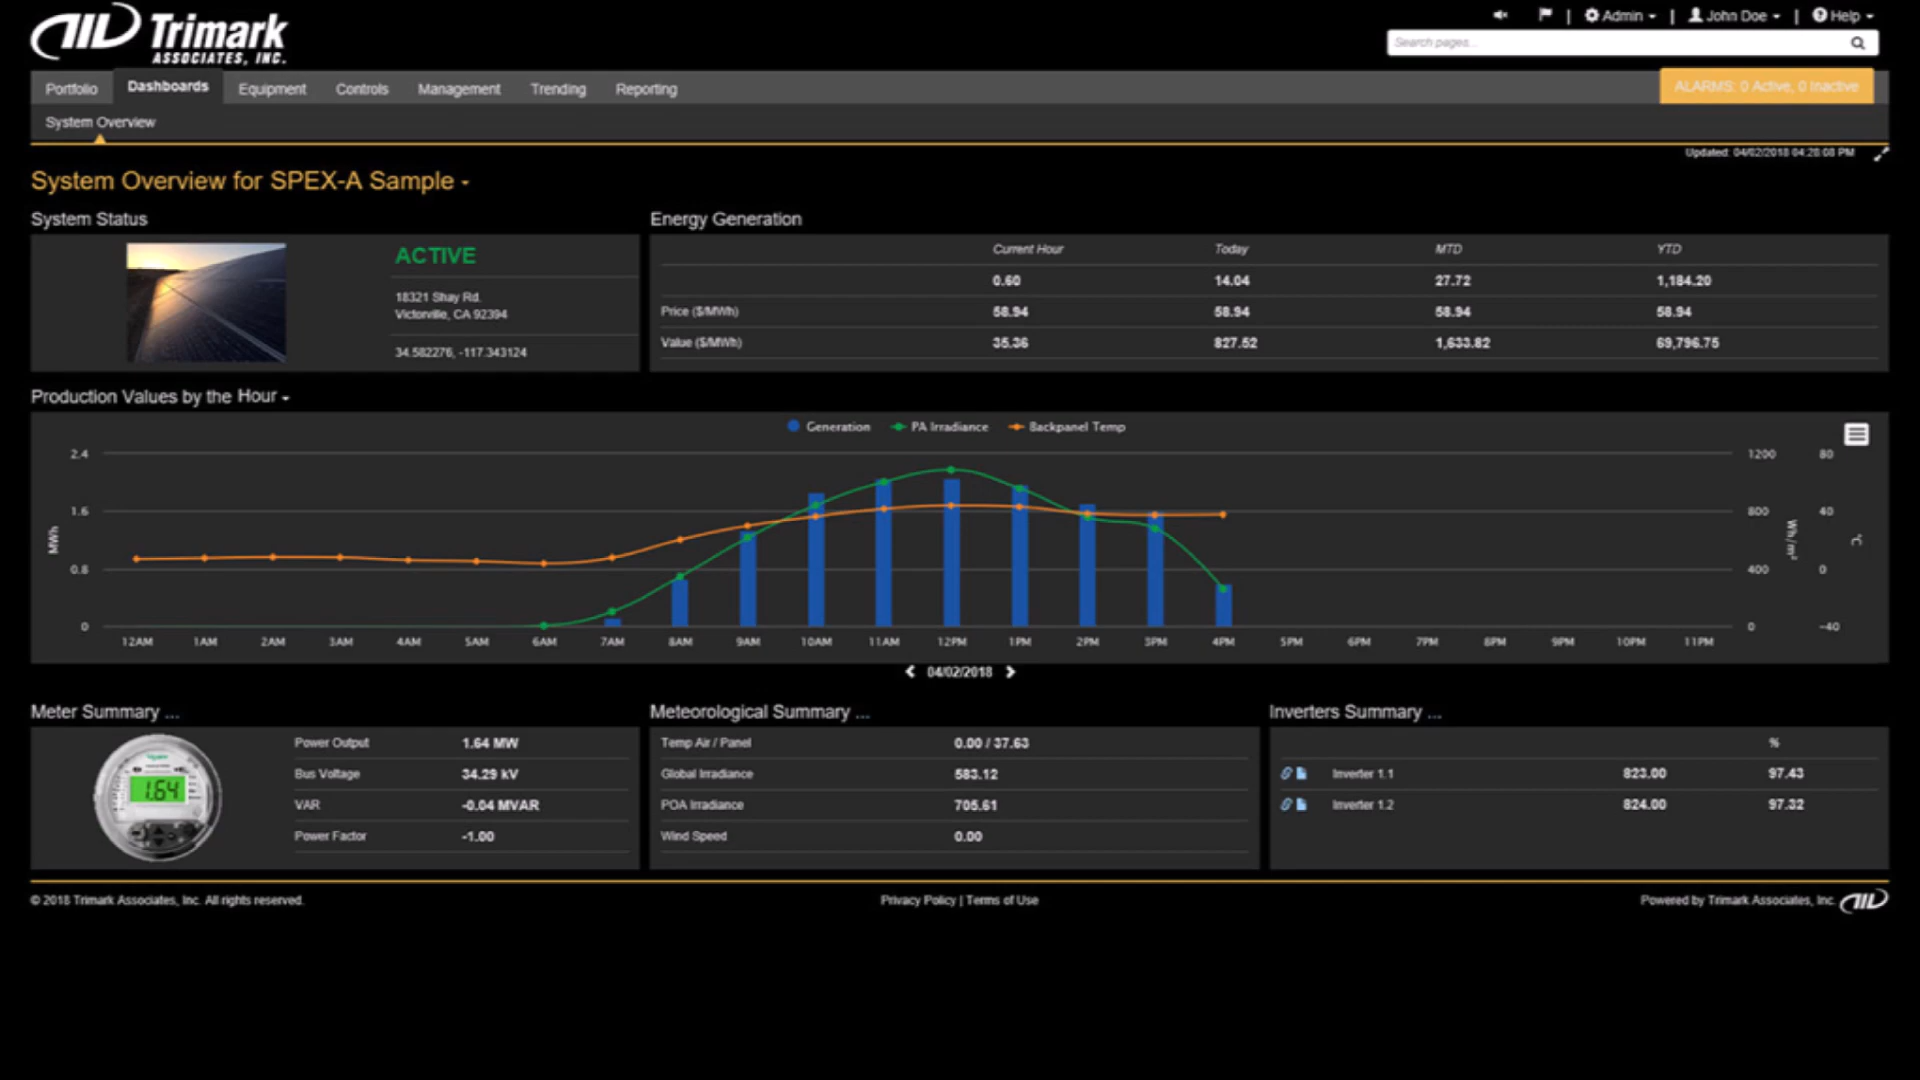 Trimark
ASSOCIATES, INC.
Admin | John Doe | Help
Search pages...
Portfolio Dashboards Equipment Controls Management Trending Reporting
ALARMS: 0 Active, 0 Inactive
System Overview
Updated: 04/02/2018 04:28:08 PM
System Overview for SPEX-A Sample
System Status
ACTIVE
18321 Shay Rd.
Victorville, CA 92394
34.582276, -117.343124
Energy Generation
Current Hour Today MTD YTD
0.60 14.04 27.72 1,184.20
Price ($/MWh) 58.94 58.94 58.94 58.94
Value ($/MWh) 35.36 827.52 1,633.82 69,796.75
Production Values by the Hour
Generation PA Irradiance Backpanel Temp
2.4 1200 80
1.6 800 40
MWh Wh/m² °C
0.8 400 0
0 0 -40
12AM 1AM 2AM 3AM 4AM 5AM 6AM 7AM 8AM 9AM 10AM 11AM 12PM 1PM 2PM 3PM 4PM 5PM 6PM 7PM 8PM 9PM 10PM 11PM
04/02/2018
Meter Summary ...
1.64
Power Output 1.64 MW
Bus Voltage 34.29 kV
VAR -0.04 MVAR
Power Factor -1.00
Meteorological Summary ...
Temp Air / Panel 0.00 / 37.63
Global Irradiance 583.12
POA Irradiance 705.61
Wind Speed 0.00
Inverters Summary ...
%
Inverter 1.1 823.00 97.43
Inverter 1.2 824.00 97.32
© 2018 Trimark Associates, Inc. All rights reserved.
Privacy Policy | Terms of Use
Powered by Trimark Associates, Inc.